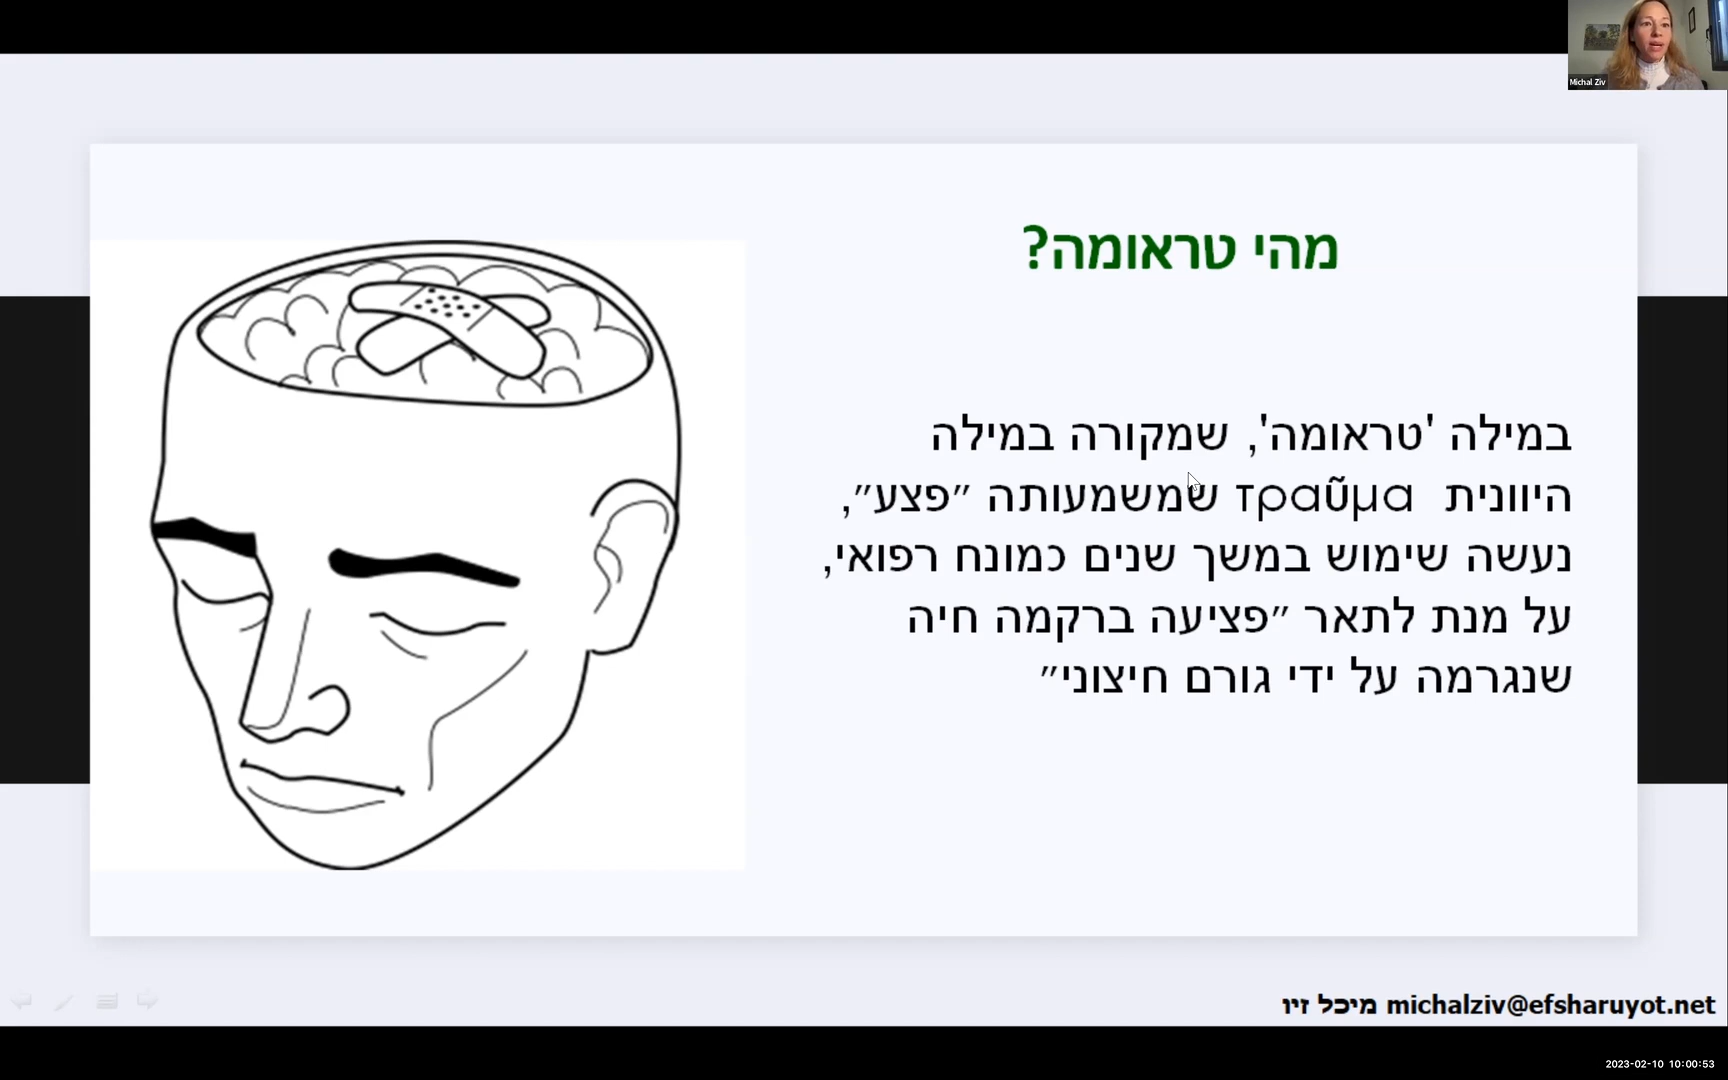 Michal Ziv
מהי טראומה?
במילה 'טראומה', שמקורה במילה
היוונית τραῦμα שמשמעותה ״פצע״,
נעשה שימוש במשך שנים כמונח רפואי,
על מנת לתאר ״פציעה ברקמה חיה
שנגרמה על ידי גורם חיצוני״
מיכל זיו michalziv@efsharuyot.net
2023-02-10 10:00:53